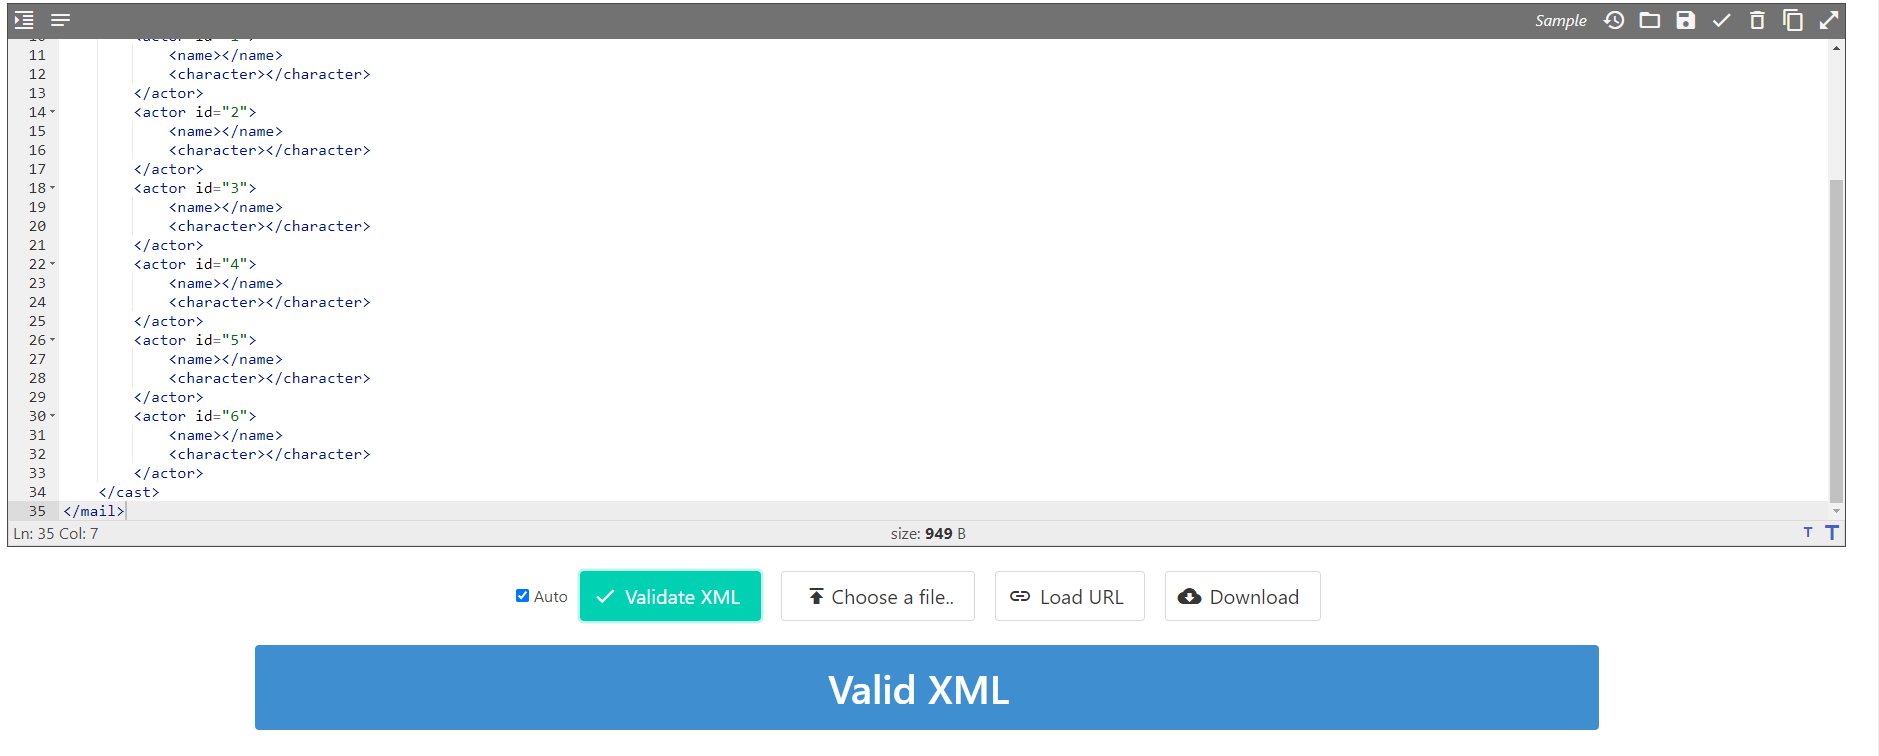 Sample
10 <actor id="1">
11 <name></name>
12 <character></character>
13 </actor>
14 <actor id="2">
15 <name></name>
16 <character></character>
17 </actor>
18 <actor id="3">
19 <name></name>
20 <character></character>
21 </actor>
22 <actor id="4">
23 <name></name>
24 <character></character>
25 </actor>
26 <actor id="5">
27 <name></name>
28 <character></character>
29 </actor>
30 <actor id="6">
31 <name></name>
32 <character></character>
33 </actor>
34 </cast>
35 </mail>
Ln: 35 Col: 7 size: 949 B T T
Auto Validate XML Choose a file.. Load URL Download
Valid XML